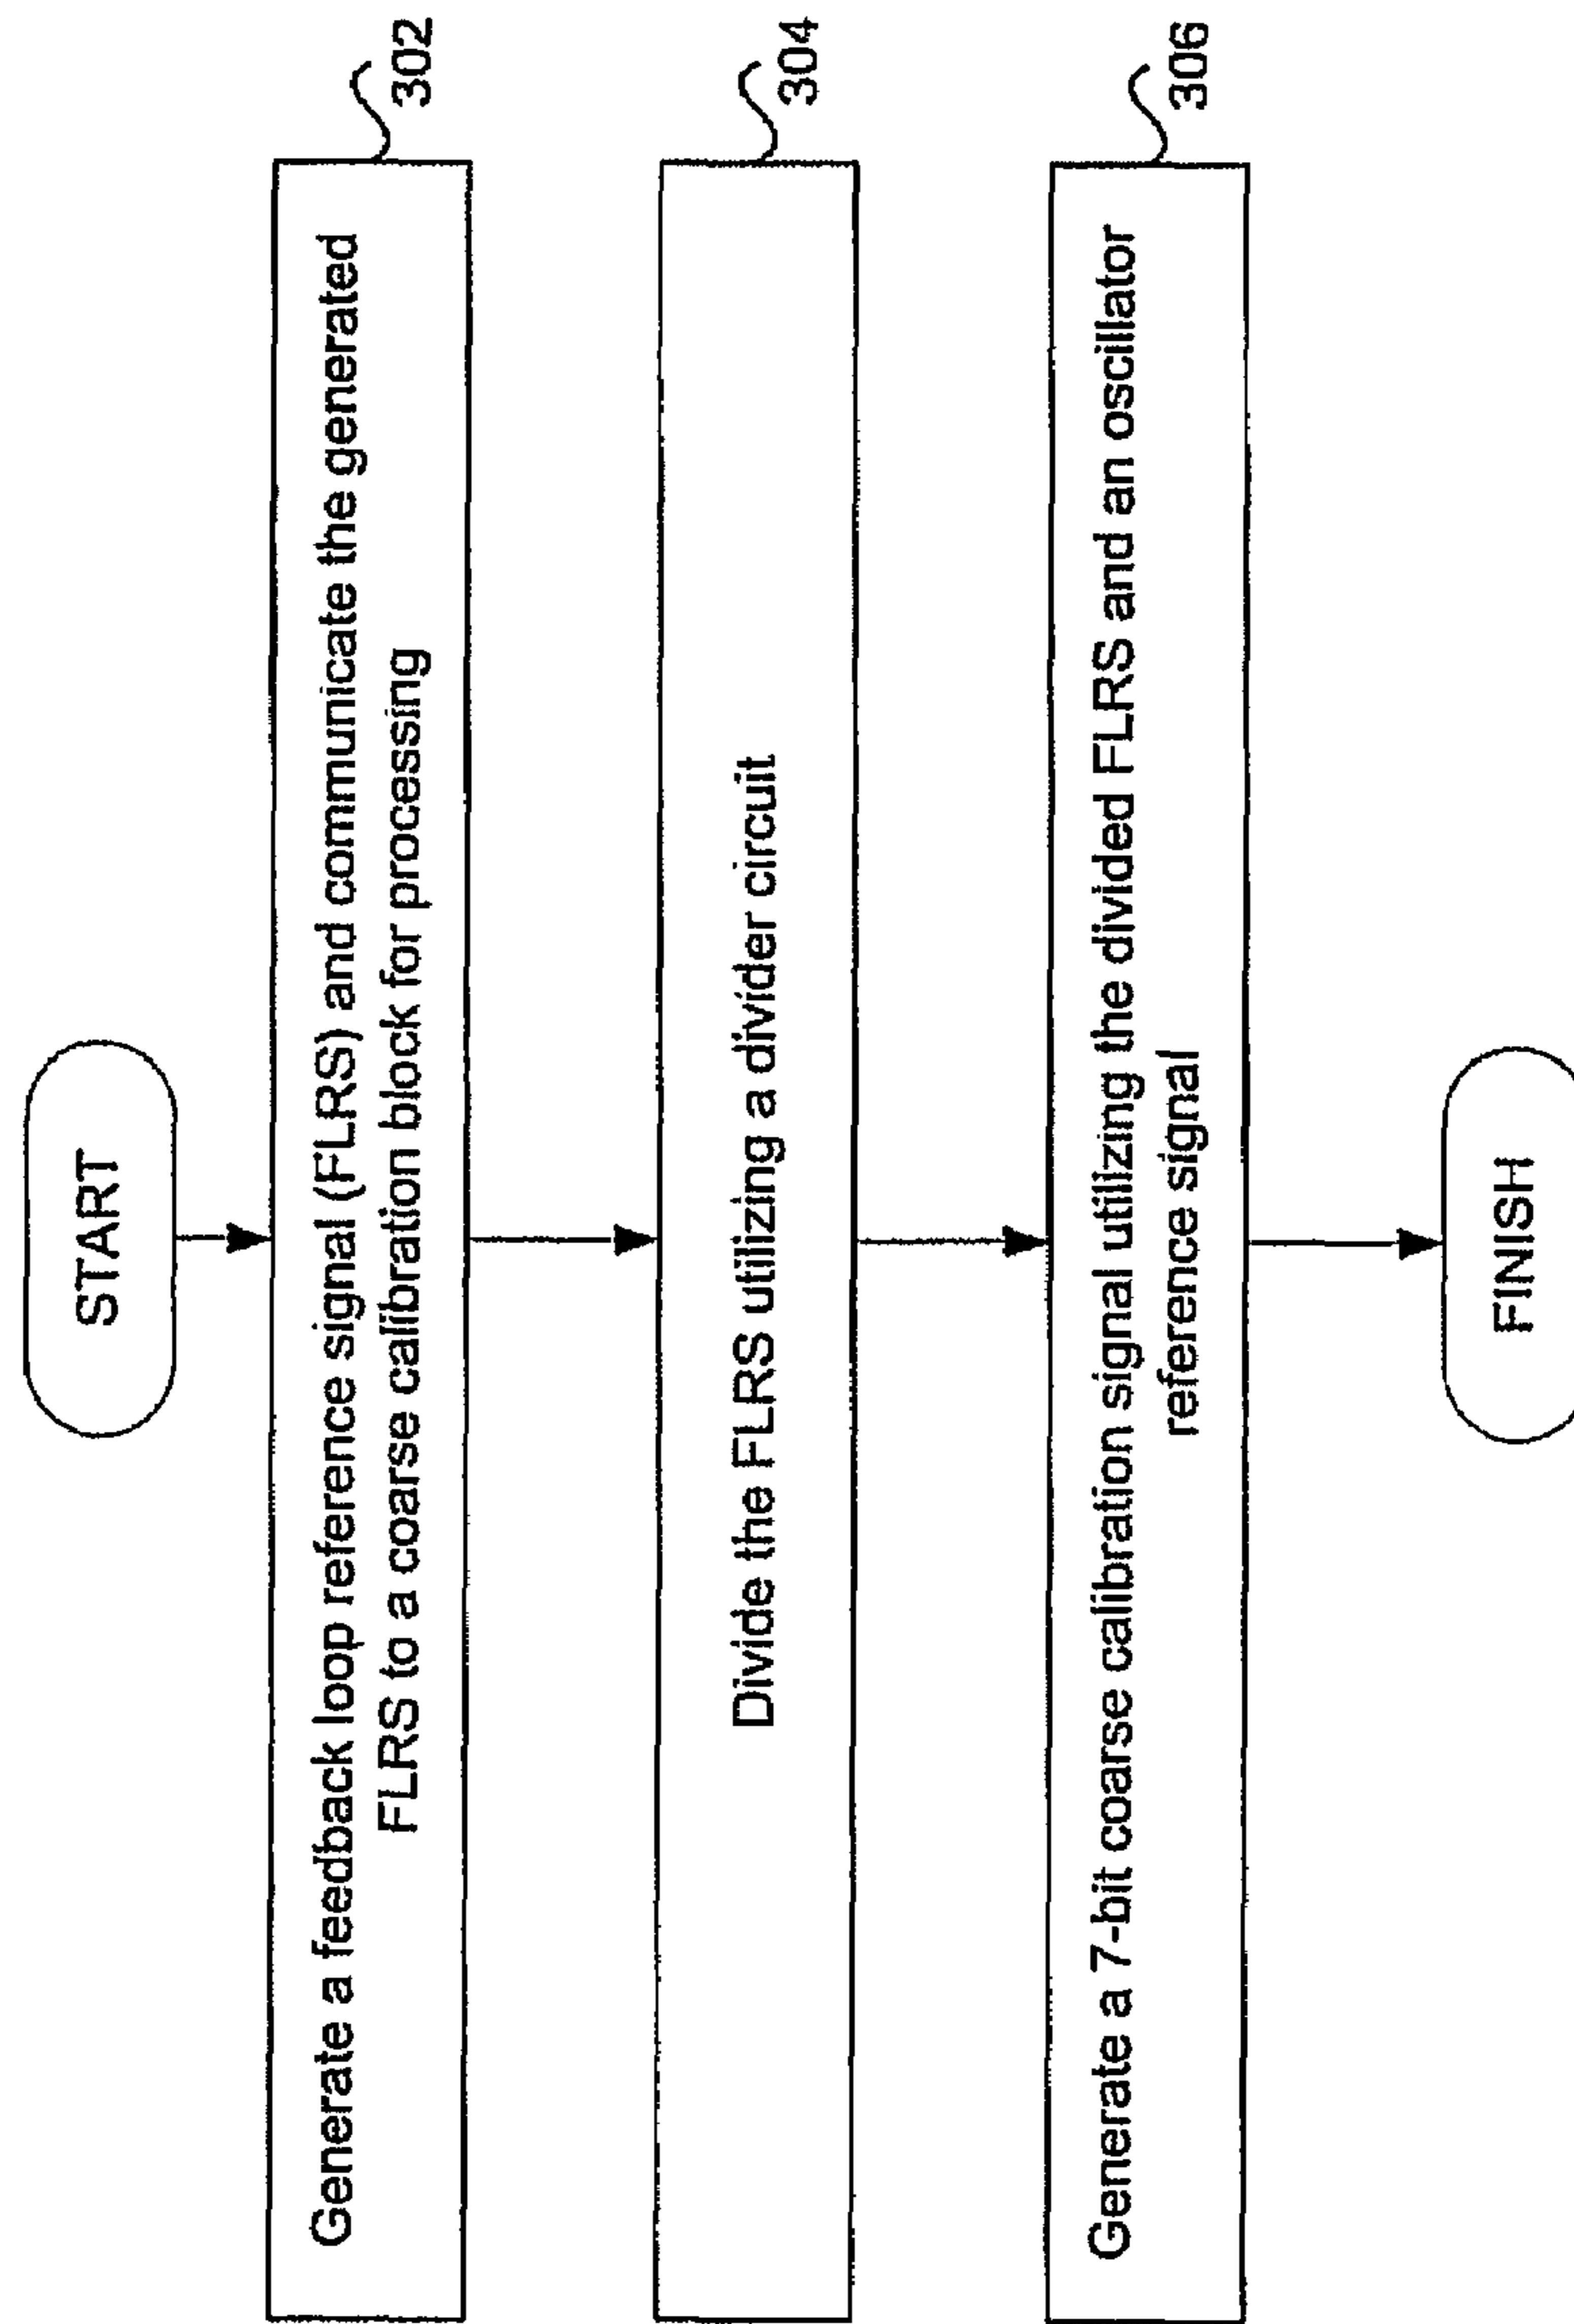 START
Generate a feedback loop reference signal (FLRS) and communicate the generated
FLRS to a coarse calibration block for processing
302
Divide the FLRS utilizing a divider circuit
304
Generate a 7-bit coarse calibration signal utilizing the divided FLRS and an oscillator
reference signal
306
FINISH